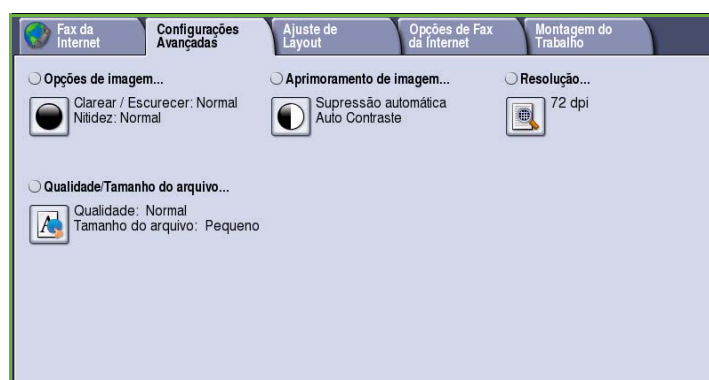 Fax da Internet
Configurações Avançadas
Ajuste de Layout
Opções de Fax da Internet
Montagem do Trabalho
Opções de imagem...
Clarear / Escurecer: Normal
Nitidez: Normal
Aprimoramento de imagem...
Supressão automática
Auto Contraste
Resolução...
72 dpi
Qualidade/Tamanho do arquivo...
Qualidade: Normal
Tamanho do arquivo: Pequeno